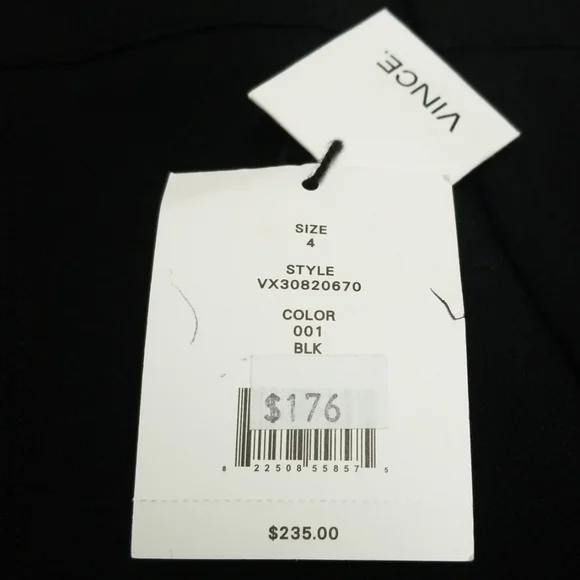 VINCE.
SIZE
4
STYLE
VX30820670
COLOR
001
BLK
$176
8 22508 55857 5
$235.00